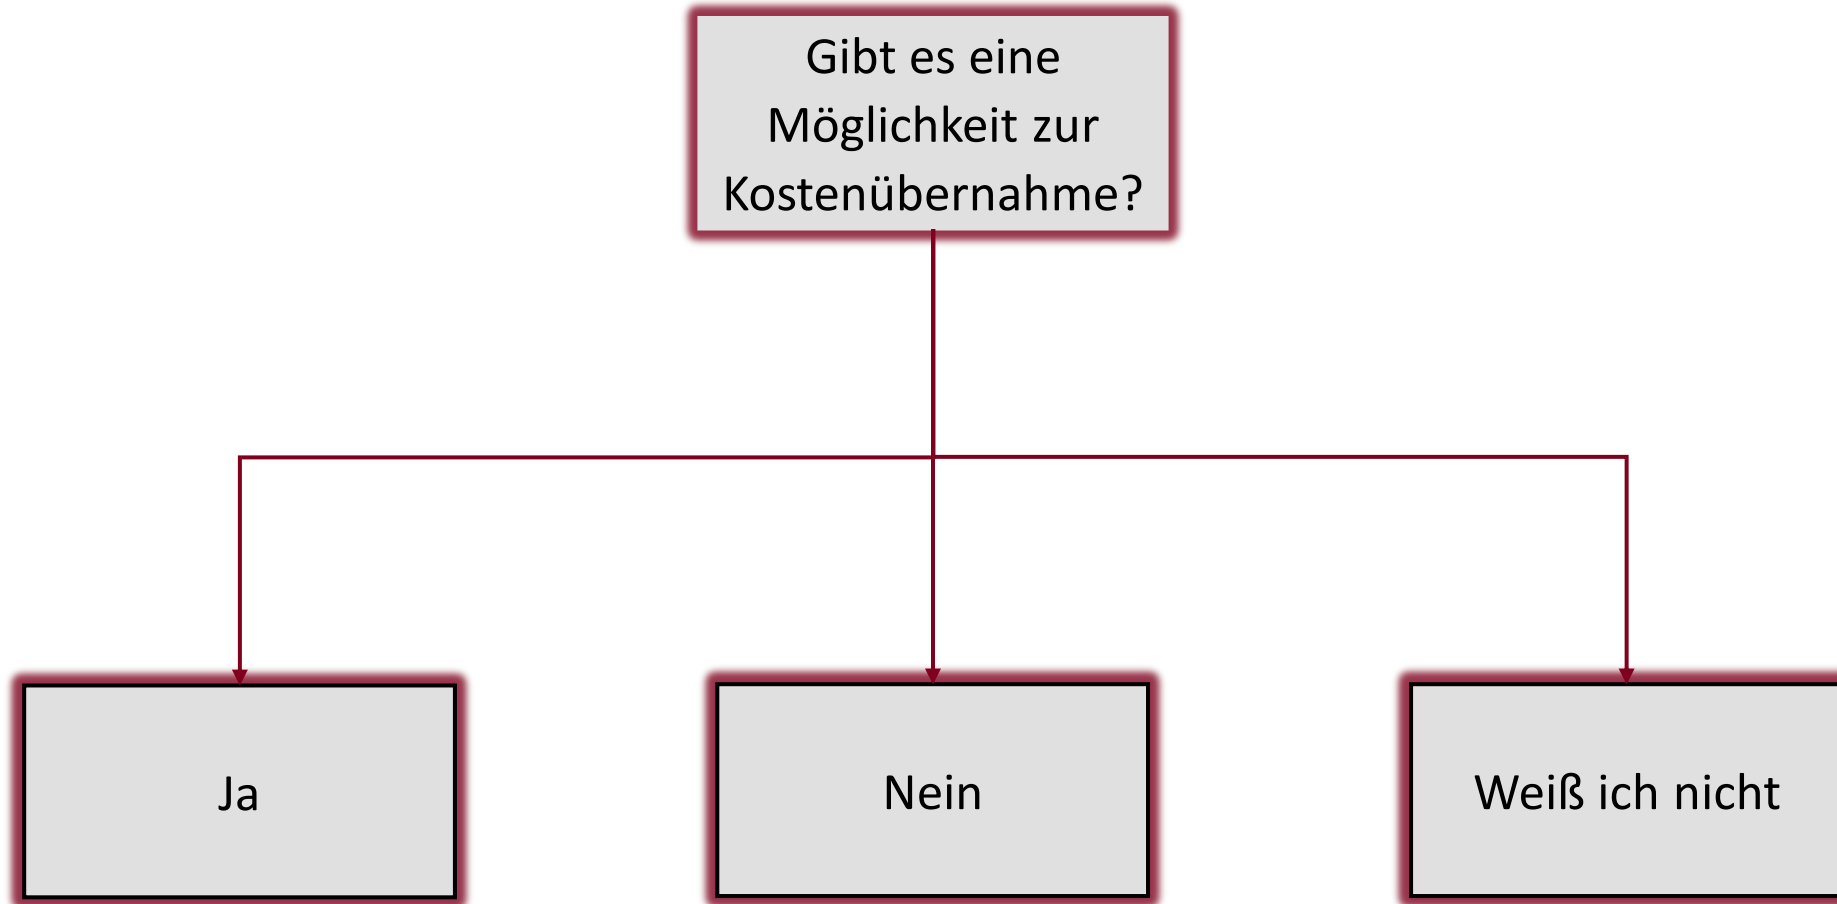 Gibt es eine
Möglichkeit zur
Kostenübernahme?
Ja
Nein
Weiß ich nicht